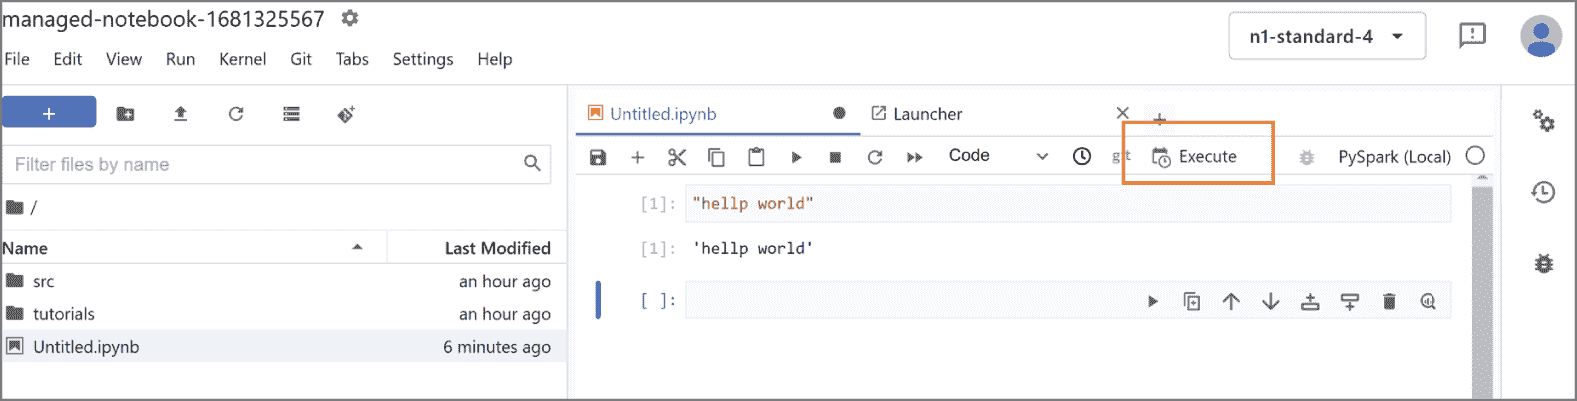 managed-notebook-1681325567
n1-standard-4
File Edit View Run Kernel Git Tabs Settings Help
Untitled.ipynb Launcher
Filter files by name
Code git Execute PySpark (Local)
/
[1]: "hellp world"
Name Last Modified
[1]: 'hellp world'
src an hour ago
[ ]:
tutorials an hour ago
Untitled.ipynb 6 minutes ago